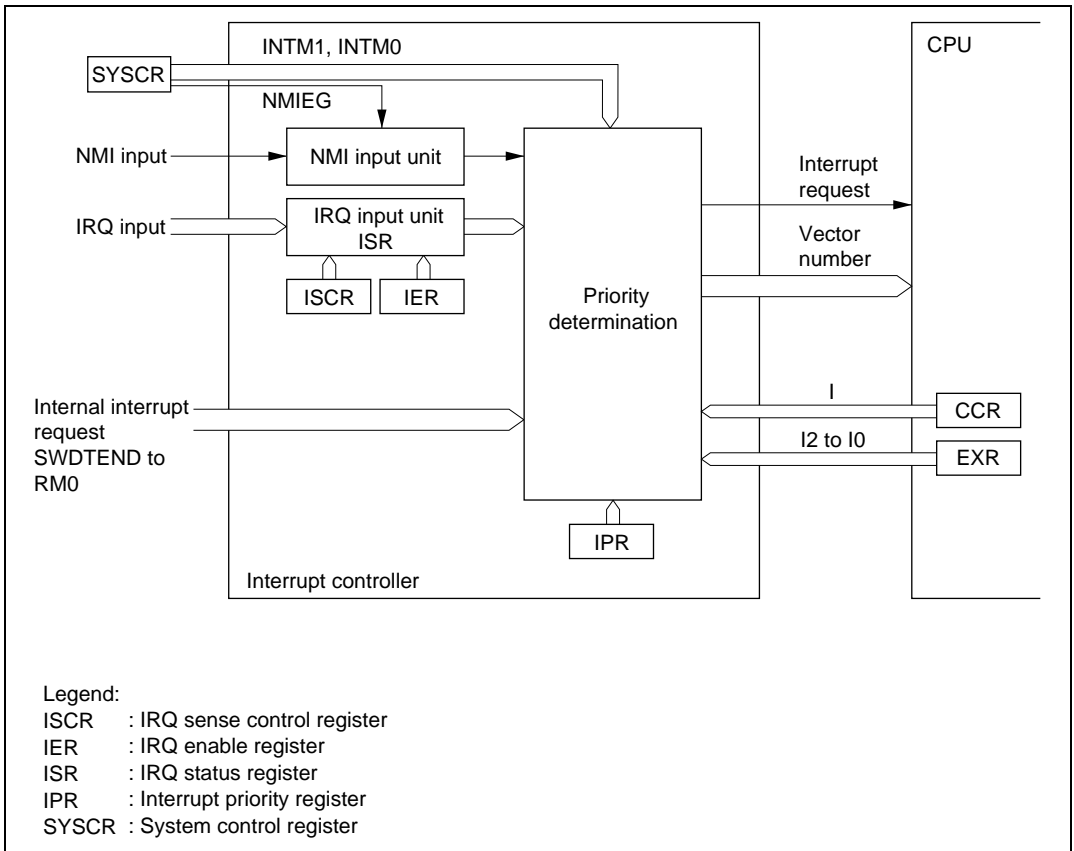 INTM1, INTM0
CPU
SYSCR
NMIEG
NMI input
NMI input unit
Interrupt
request
IRQ input
IRQ input unit
ISR
Vector
number
ISCR
IER
Priority
determination
Internal interrupt
request
SWDTEND to
RM0
I
CCR
I2 to I0
EXR
IPR
Interrupt controller
Legend:
ISCR : IRQ sense control register
IER : IRQ enable register
ISR : IRQ status register
IPR : Interrupt priority register
SYSCR : System control register